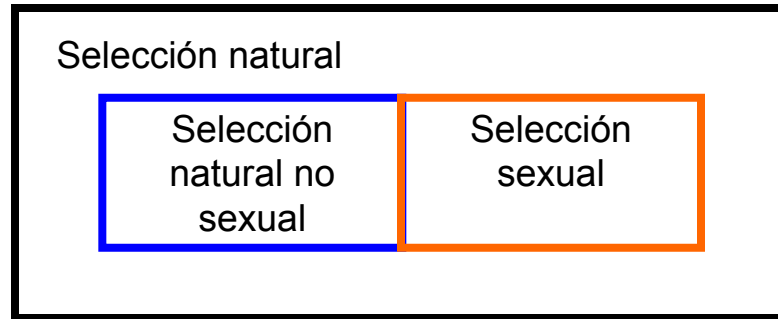 Selección natural
Selección
natural no
sexual
Selección
sexual